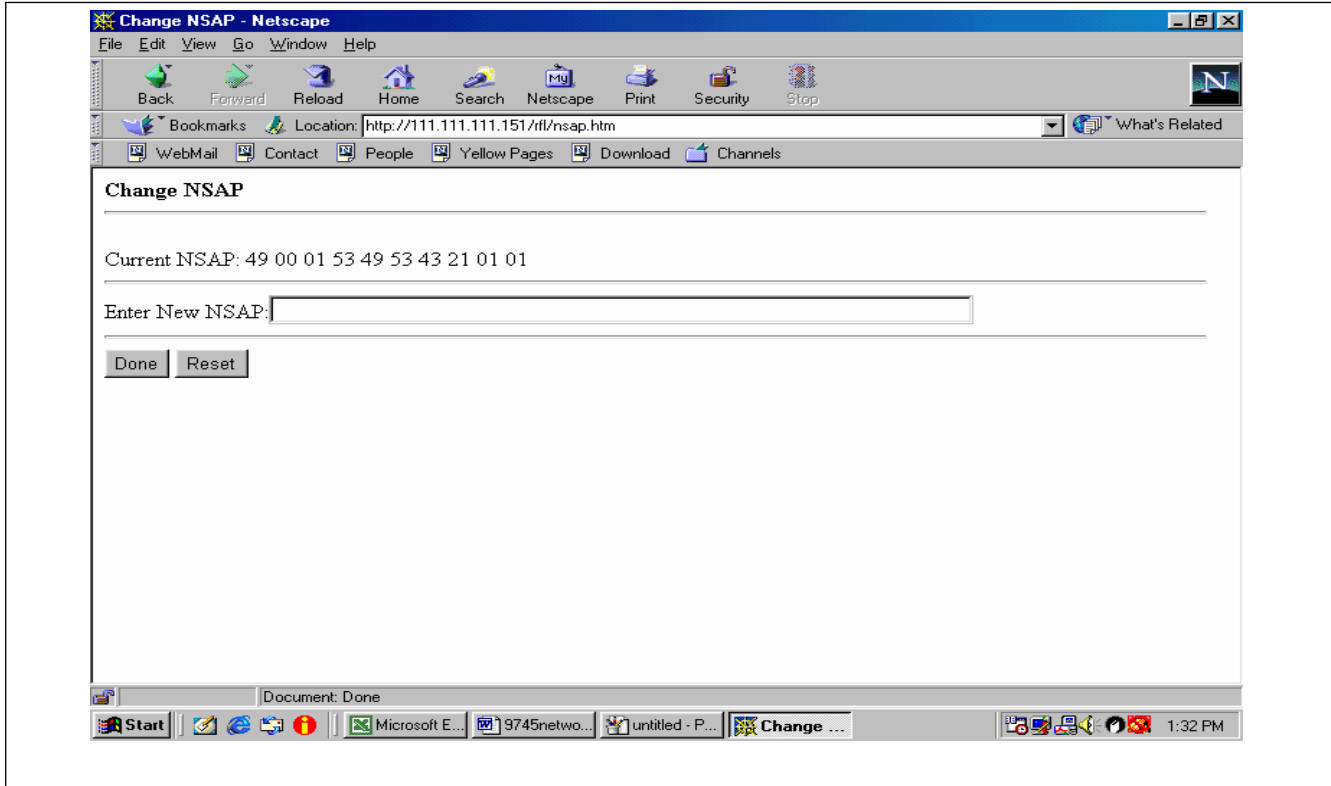 Change NSAP - Netscape
File Edit View Go Window Help
Back Forward Reload Home Search Netscape Print Security Stop
My
N
Bookmarks Location: http://111.111.111.151/rfl/nsap.htm What's Related
WebMail Contact People Yellow Pages Download Channels
Change NSAP
Current NSAP: 49 00 01 53 49 53 43 21 01 01
Enter New NSAP:
Done Reset
Document: Done
Start Microsoft E... 9745netwo... untitled - P... Change ... 1:32 PM